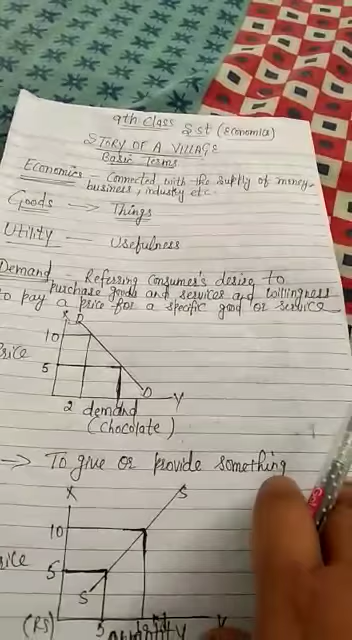 9th Class S.st (Economics)
STORY OF A VILLAGE
Basic Terms
Economics - Connected with the supply of money,
business, industry etc.
Goods → Things
Utility - Usefulness
Demand - Referring consumer's desire to
purchase goods and services and willingness
to pay a price for a specific good or service
X D
10
Price
5
D
2 demand Y
(Chocolate)
→ To give or provide something
X S
10
Price
5
S
(RS) 5 Quantity